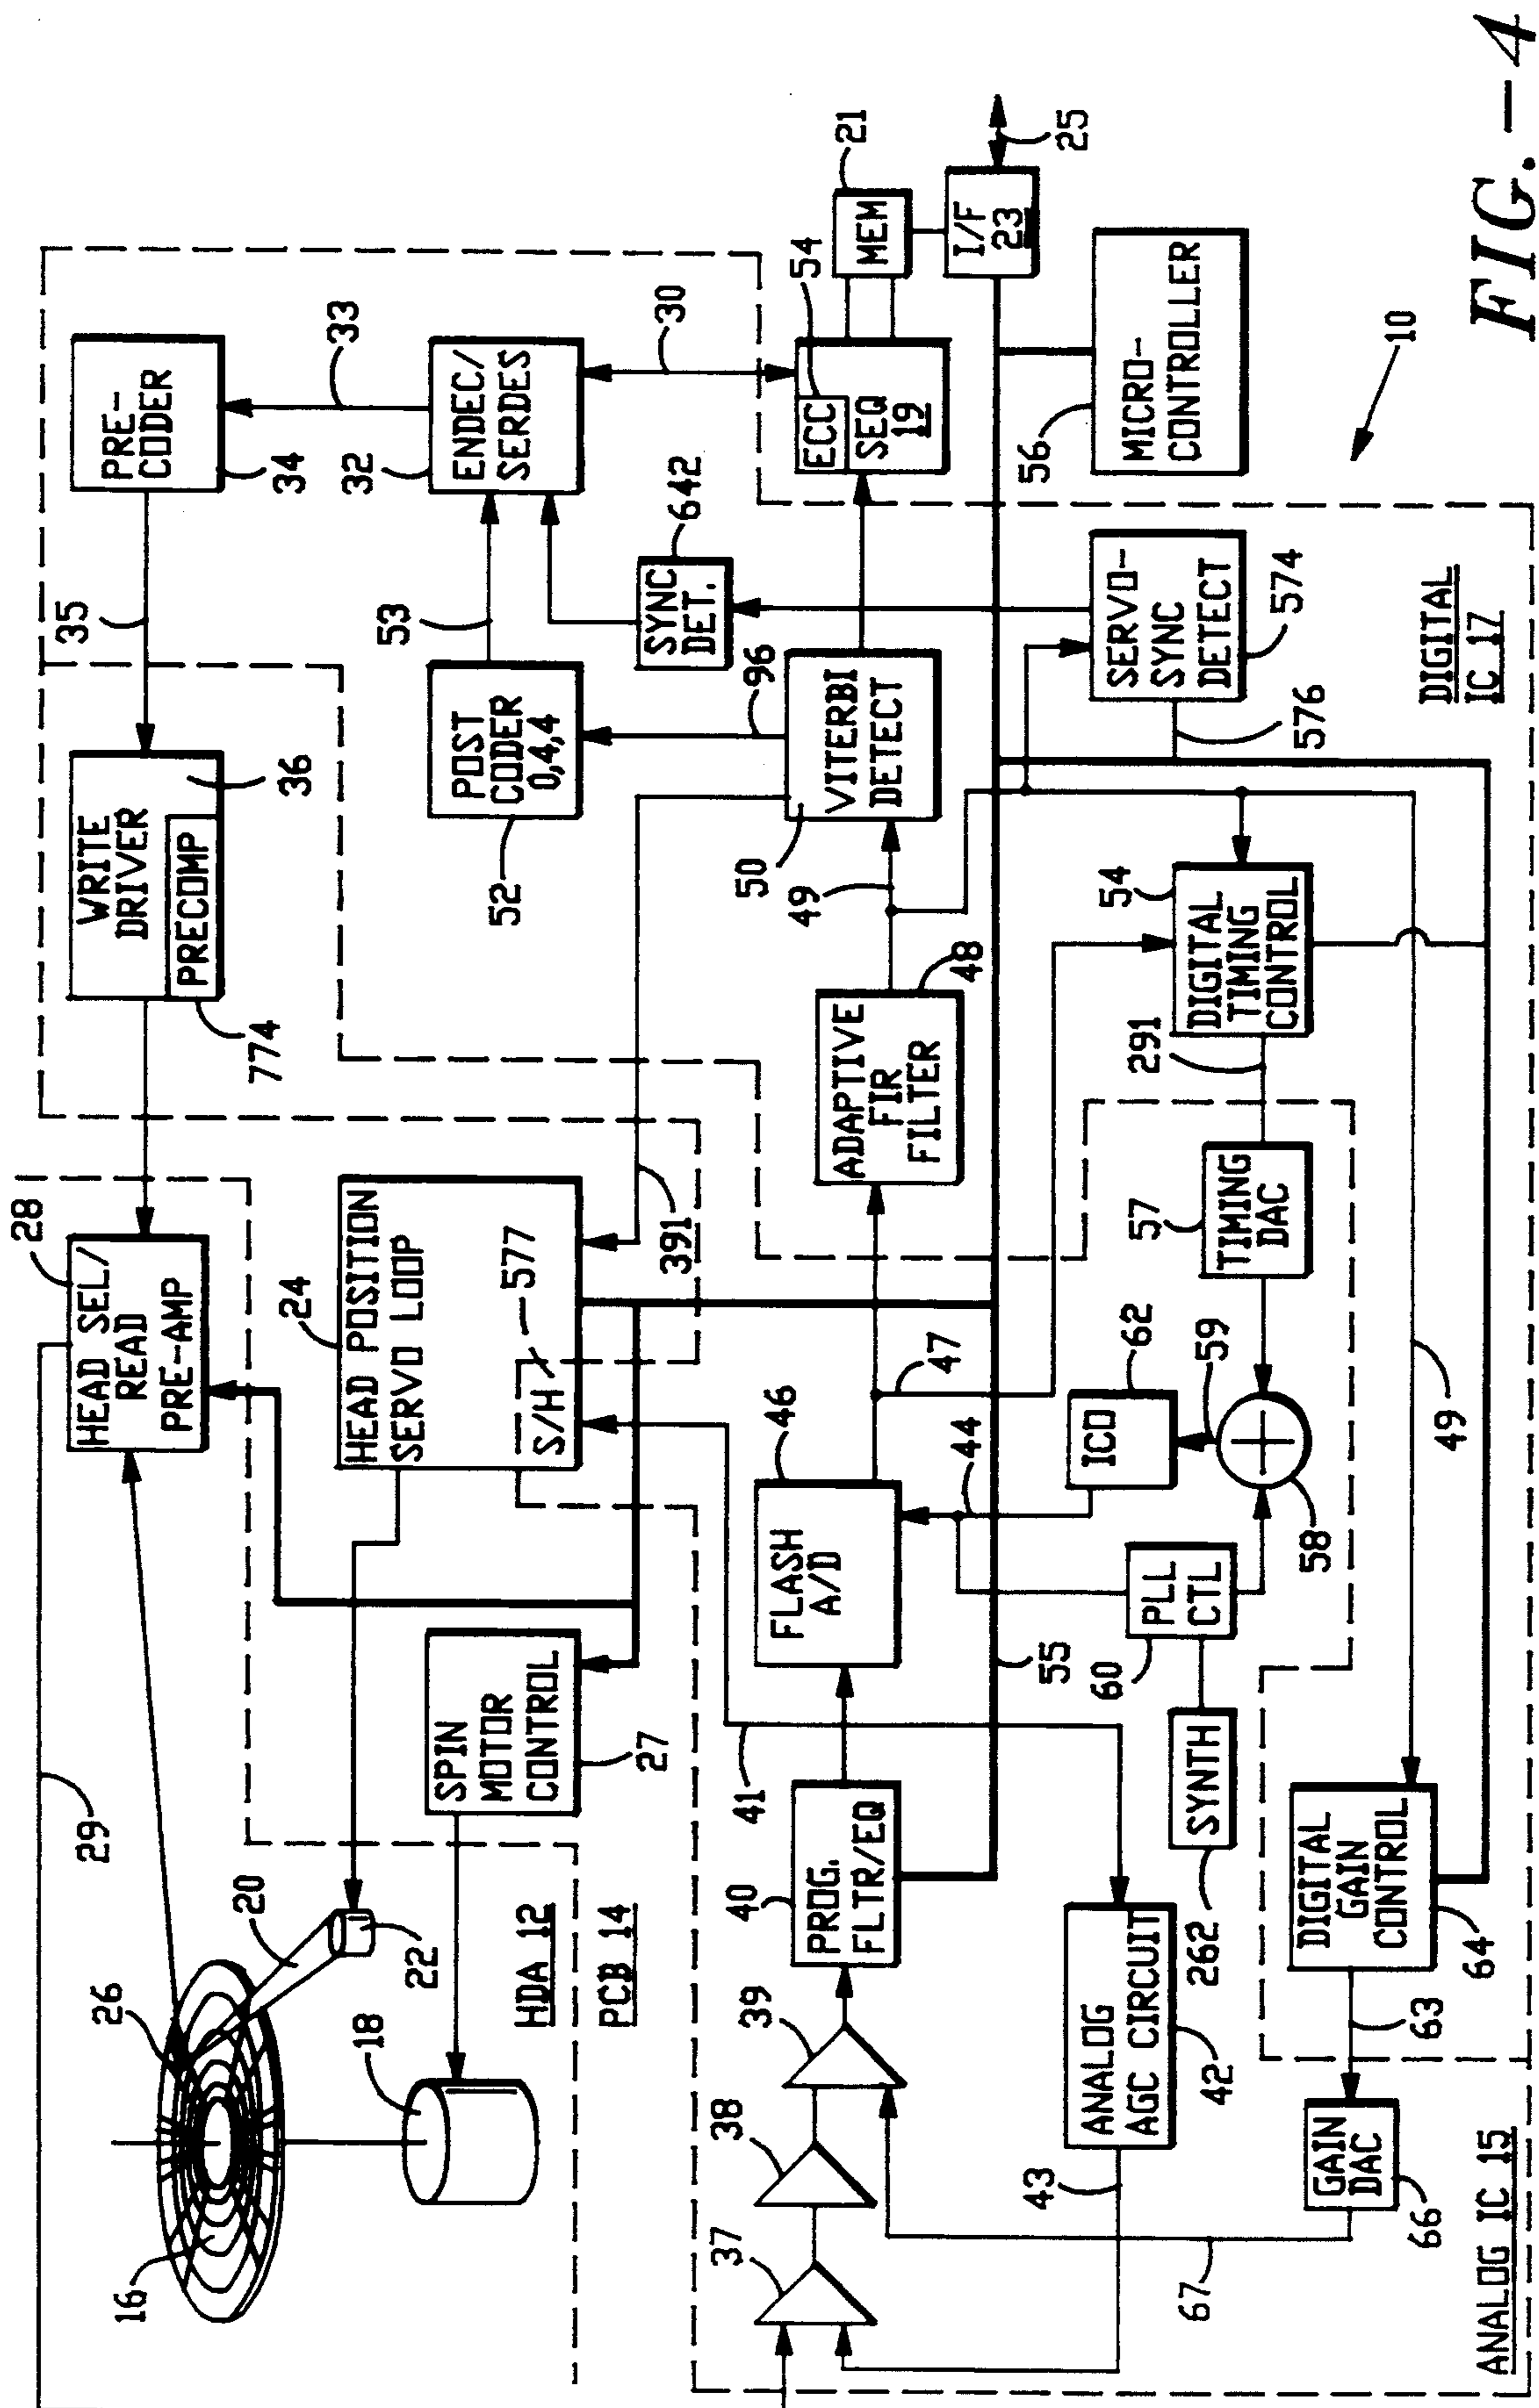 29
28
HEAD SEL/
READ
PRE-AMP
WRITE
DRIVER
PRECOMP
36
774
35
PRE-
CODER
34
33
26
16
20
22
18
24
HEAD POSITION
SERVO LOOP
S/H
577
391
SPIN
MOTOR
CONTROL
27
HDA 12
PCB 14
POST
CODER
0,4,4
52
53
ENDEC/
SERDES
32
30
SYNC
DET.
642
96
37
38
39
40
PROG.
FLTR/EQ
41
FLASH
A/D
46
47
44
ADAPTIVE
FIR
FILTER
48
49
VITERBI
DETECT
50
ECC
SEQ
19
54
MEM
21
I/F
23
25
55
56
MICRO-
CONTROLLER
10
SERVO-
SYNC
DETECT
574
576
DIGITAL
IC 17
DIGITAL
TIMING
CONTROL
54
291
TIMING
DAC
57
ICO
62
59
58
PLL
CTL
60
SYNTH
262
ANALOG
AGC CIRCUIT
42
43
49
DIGITAL
GAIN
CONTROL
64
63
GAIN
DAC
66
67
ANALOG IC 15
FIG.-4